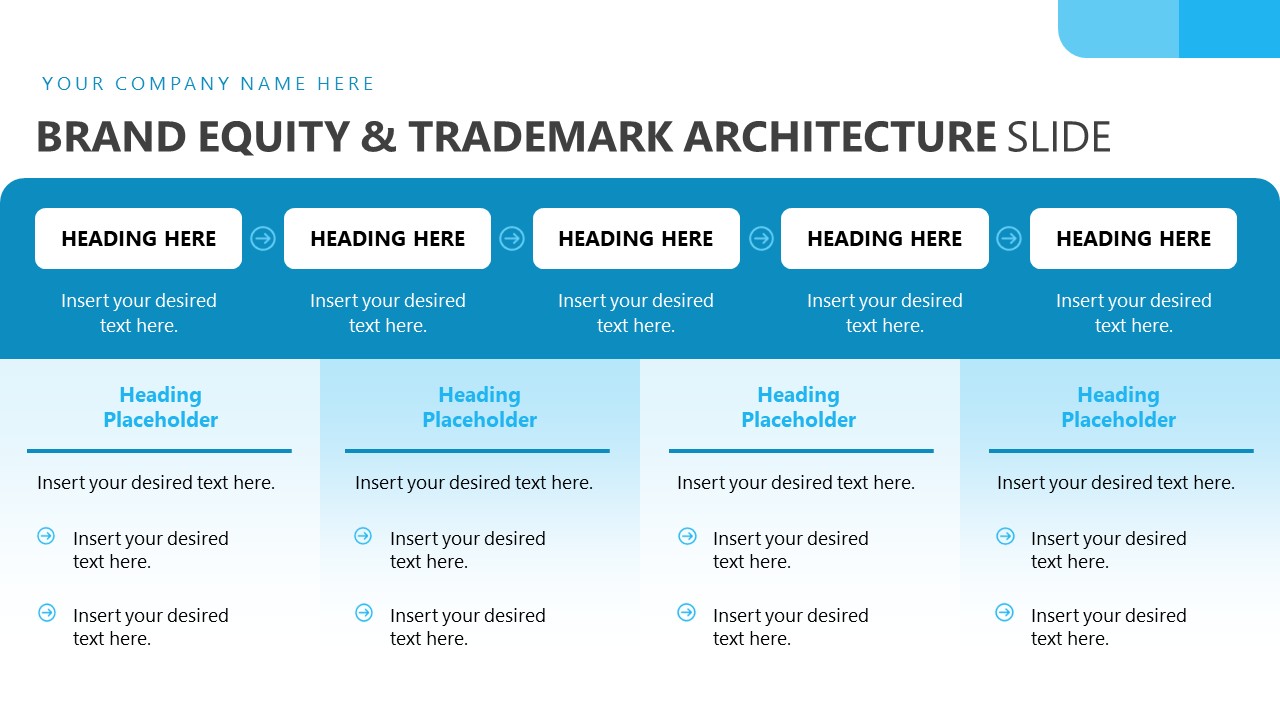 YOUR COMPANY NAME HERE
BRAND EQUITY & TRADEMARK ARCHITECTURE SLIDE
HEADING HERE
Insert your desired
text here.
HEADING HERE
Insert your desired
text here.
HEADING HERE
Insert your desired
text here.
HEADING HERE
Insert your desired
text here.
HEADING HERE
Insert your desired
text here.
Heading
Placeholder
Insert your desired text here.
Insert your desired
text here.
Insert your desired
text here.
Heading
Placeholder
Insert your desired text here.
Insert your desired
text here.
Insert your desired
text here.
Heading
Placeholder
Insert your desired text here.
Insert your desired
text here.
Insert your desired
text here.
Heading
Placeholder
Insert your desired text here.
Insert your desired
text here.
Insert your desired
text here.